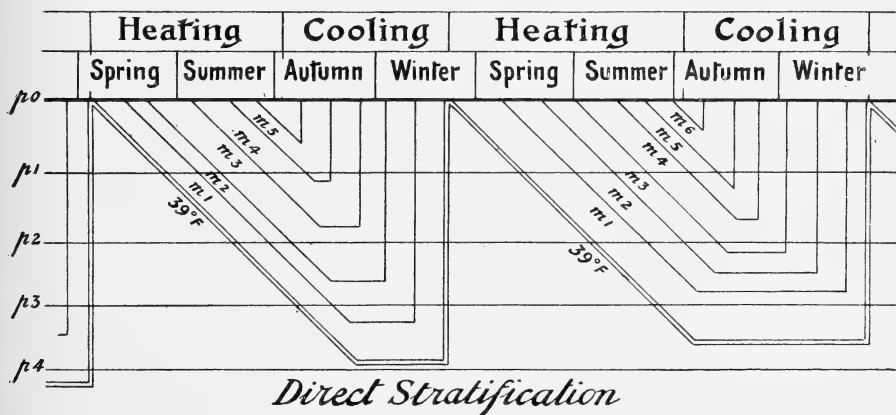 Heating Cooling Heating Cooling
Spring Summer Autumn Winter Spring Summer Autumn Winter
p0
m5 m6
m4 m5
m3 m4
p1
m2 m3
m1 m2
39°F m1
p2
39°F
p3
p4
Direct Stratification